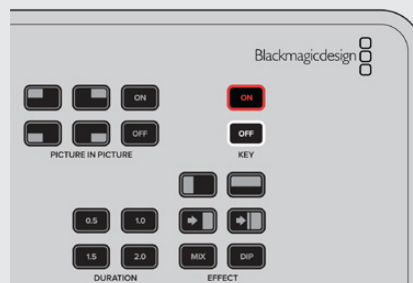 Blackmagicdesign
ON
ON
OFF
OFF
PICTURE IN PICTURE
KEY
0.5
1.0
1.5
2.0
MIX
DIP
DURATION
EFFECT